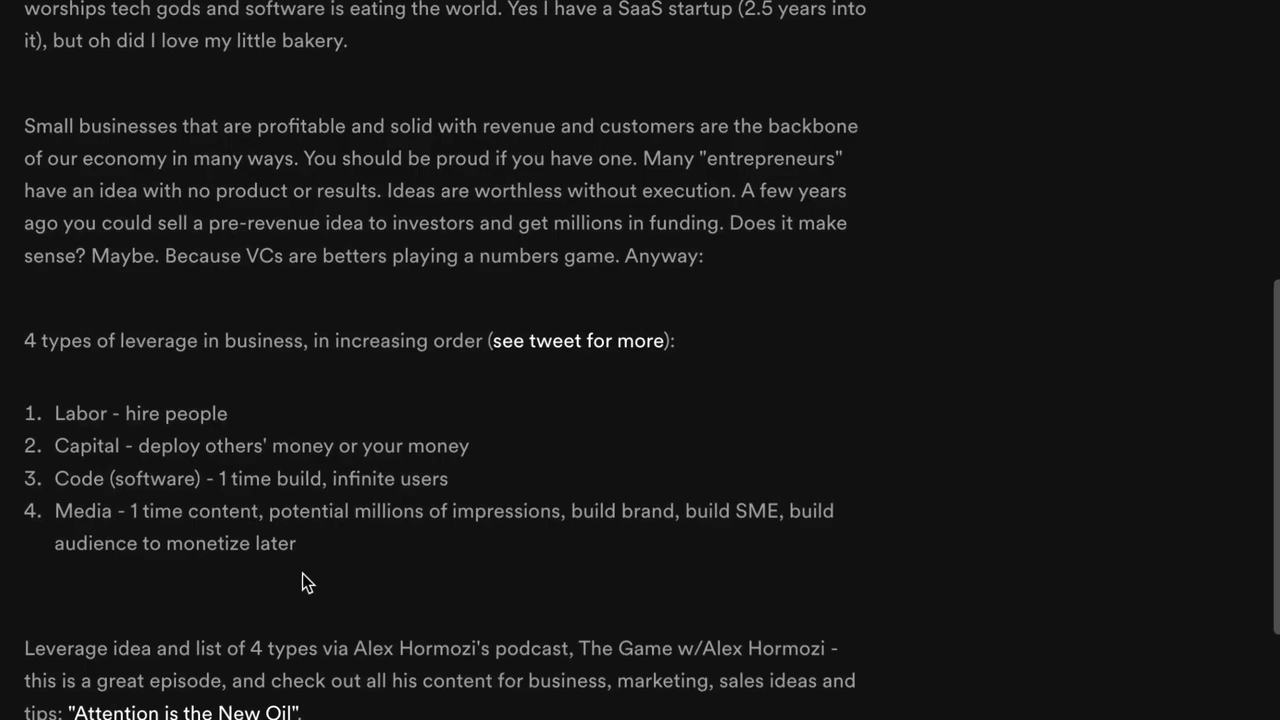 worships tech gods and software is eating the world. Yes I have a SaaS startup (2.5 years into
it), but oh did I love my little bakery.
Small businesses that are profitable and solid with revenue and customers are the backbone
of our economy in many ways. You should be proud if you have one. Many "entrepreneurs"
have an idea with no product or results. Ideas are worthless without execution. A few years
ago you could sell a pre-revenue idea to investors and get millions in funding. Does it make
sense? Maybe. Because VCs are betters playing a numbers game. Anyway:
4 types of leverage in business, in increasing order (see tweet for more):
1. Labor - hire people
2. Capital - deploy others' money or your money
3. Code (software) - 1 time build, infinite users
4. Media - 1 time content, potential millions of impressions, build brand, build SME, build
audience to monetize later
Leverage idea and list of 4 types via Alex Hormozi's podcast, The Game w/Alex Hormozi -
this is a great episode, and check out all his content for business, marketing, sales ideas and
tips: "Attention is the New Oil".